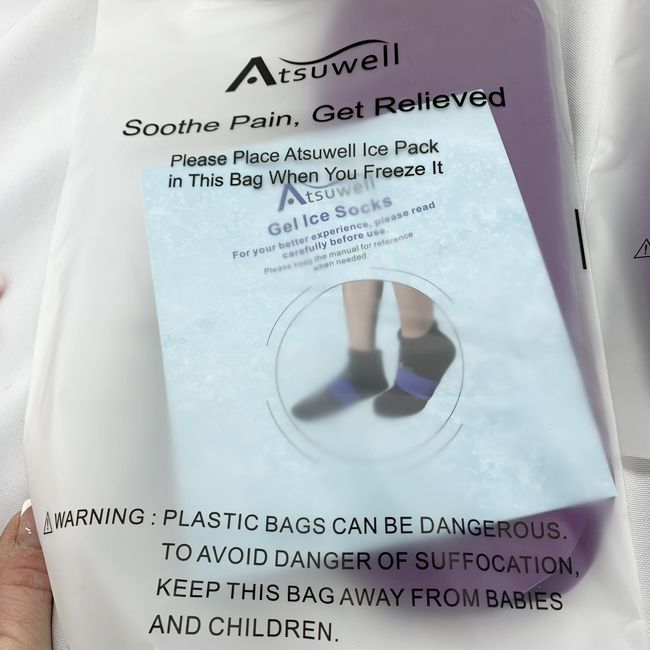 Atsuwell
Soothe Pain, Get Relieved
Please Place Atsuwell Ice Pack
in This Bag When You Freeze It
Atsuwell
Gel Ice Socks
For your better experience, please read
carefully before use.
Please keep the manual for reference
when needed
⚠WARNING : PLASTIC BAGS CAN BE DANGEROUS.
TO AVOID DANGER OF SUFFOCATION,
KEEP THIS BAG AWAY FROM BABIES
AND CHILDREN.